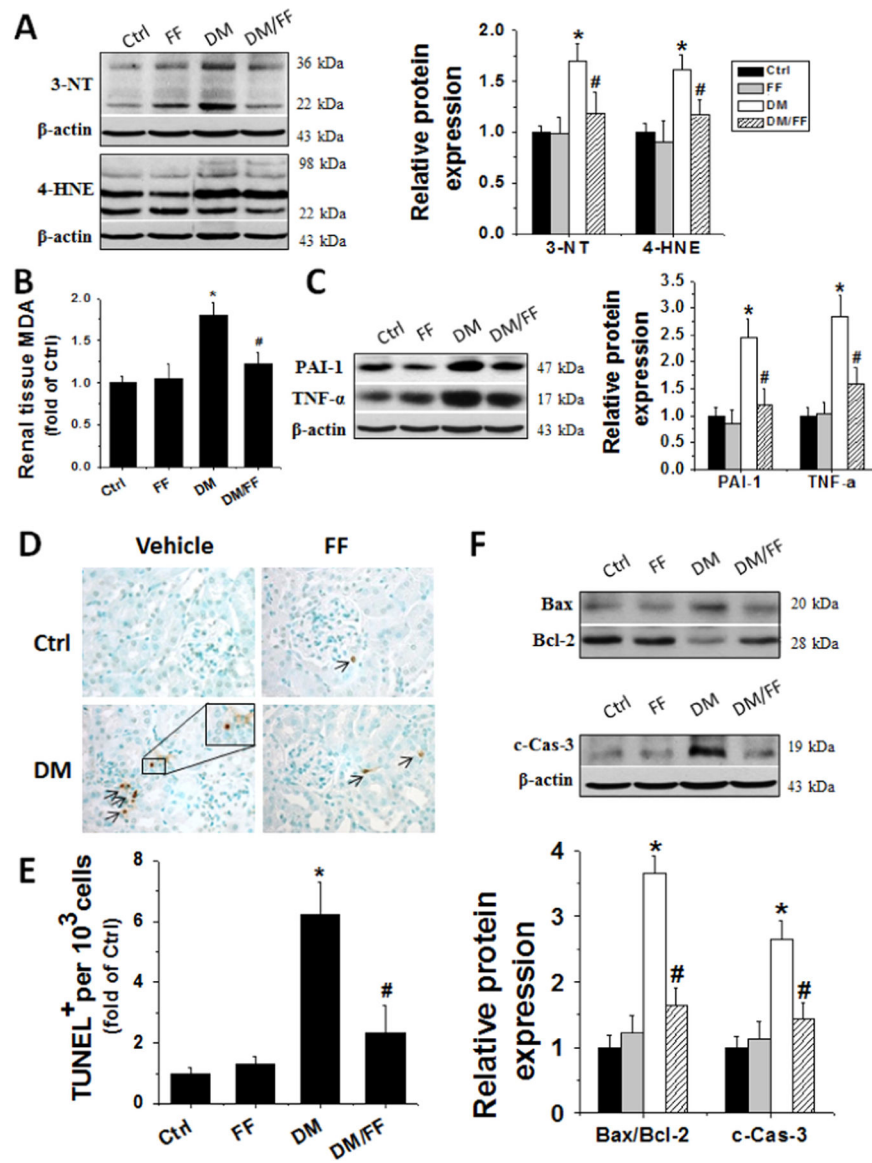 A
Ctrl FF DM DM/FF
3-NT
36 kDa
22 kDa
β-actin
43 kDa
4-HNE
98 kDa
22 kDa
β-actin
43 kDa
Relative protein
expression
2.0
1.5
1.0
0.5
0.0
* * # #
3-NT 4-HNE
Ctrl
FF
DM
DM/FF
B
Renal tissue MDA
(fold of Ctrl)
2.0
1.5
1.0
0.5
0.0
*
#
Ctrl FF DM DM/FF
C
Ctrl FF DM DM/FF
PAI-1 47 kDa
TNF-α 17 kDa
β-actin 43 kDa
Relative protein
expression
3.5
3.0
2.5
2.0
1.5
1.0
0.5
0.0
* * # #
PAI-1 TNF-a
D
Vehicle FF
Ctrl
DM
E
TUNEL+ per 10³ cells
(fold of Ctrl)
8
6
4
2
0
*
#
Ctrl FF DM DM/FF
F
Ctrl FF DM DM/FF
Bax 20 kDa
Bcl-2 28 kDa
Ctrl FF DM DM/FF
c-Cas-3 19 kDa
β-actin 43 kDa
Relative protein
expression
4
3
2
1
0
* * # #
Bax/Bcl-2 c-Cas-3